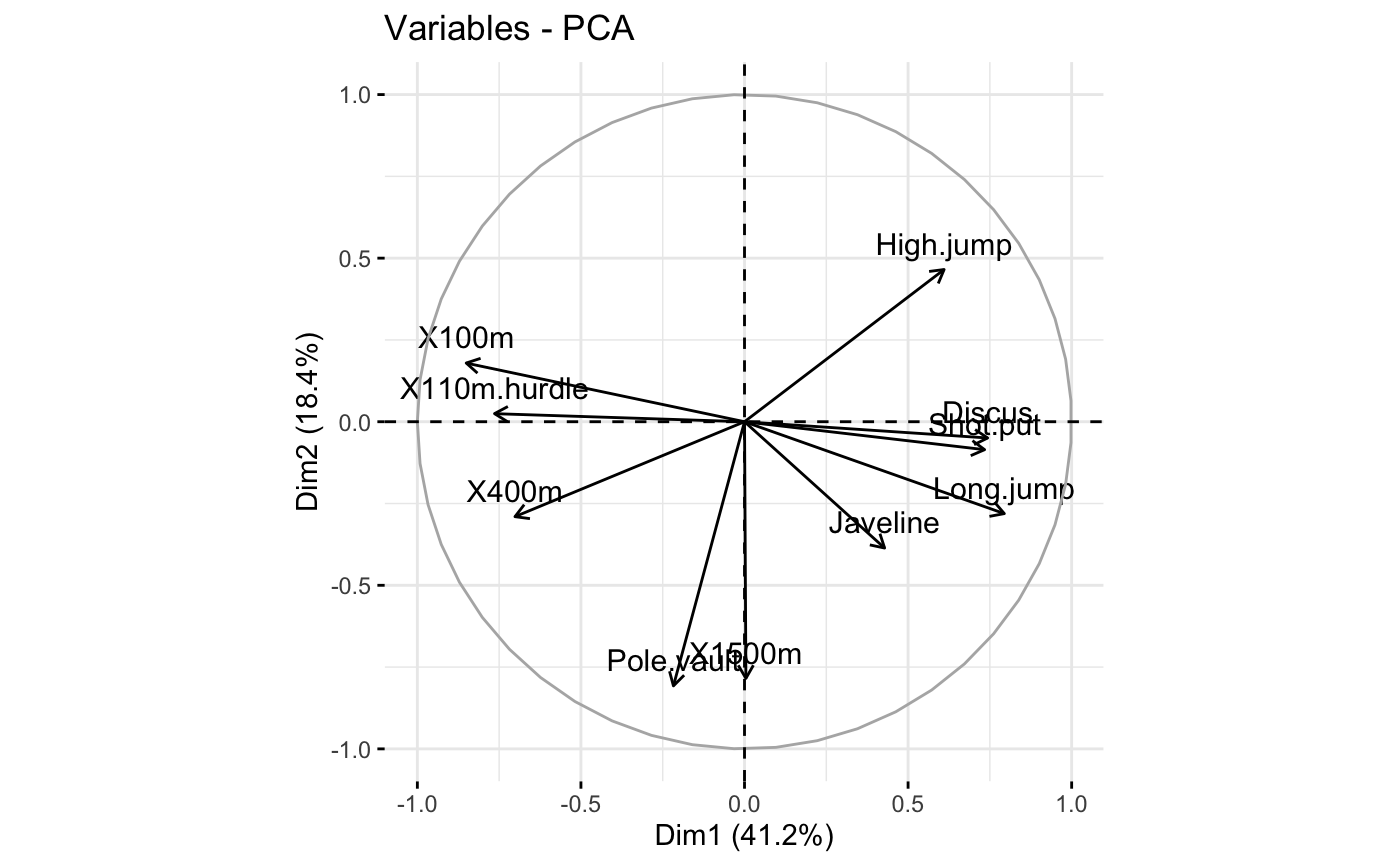 Variables - PCA
1.0
0.5
0.0
-0.5
-1.0
Dim2 (18.4%)
High.jump
X100m
X110m.hurdle
Discus
Shot.put
X400m
Long.jump
Javeline
X1500m
Pole.vault
-1.0
-0.5
0.0
0.5
1.0
Dim1 (41.2%)